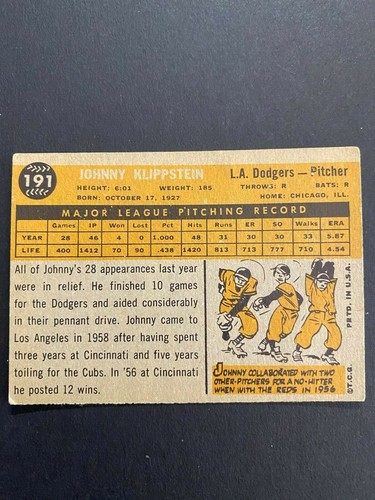 191
JOHNNY KLIPPSTEIN
L.A. Dodgers — Pitcher
HEIGHT: 6:01 WEIGHT: 185 THROWS: R BATS: R
BORN: OCTOBER 17, 1927 HOME: CHICAGO, ILL.
MAJOR LEAGUE PITCHING RECORD
Games IP Won Lost Pct Hits Runs ER SO Walks ERA
YEAR 28 46 4 0 1.000 48 31 30 30 33 5.87
LIFE 400 1412 70 90 .438 1420 811 713 777 710 4.54
All of Johnny's 28 appearances last year
were in relief. He finished 10 games
for the Dodgers and aided considerably
in their pennant drive. Johnny came to
Los Angeles in 1958 after having spent
three years at Cincinnati and five years
toiling for the Cubs. In '56 at Cincinnati
he posted 12 wins.
JOHNNY COLLABORATED WITH TWO
OTHER PITCHERS FOR A NO-HITTER
WHEN WITH THE REDS IN 1956
©T.C.G. PRTD. IN U.S.A.